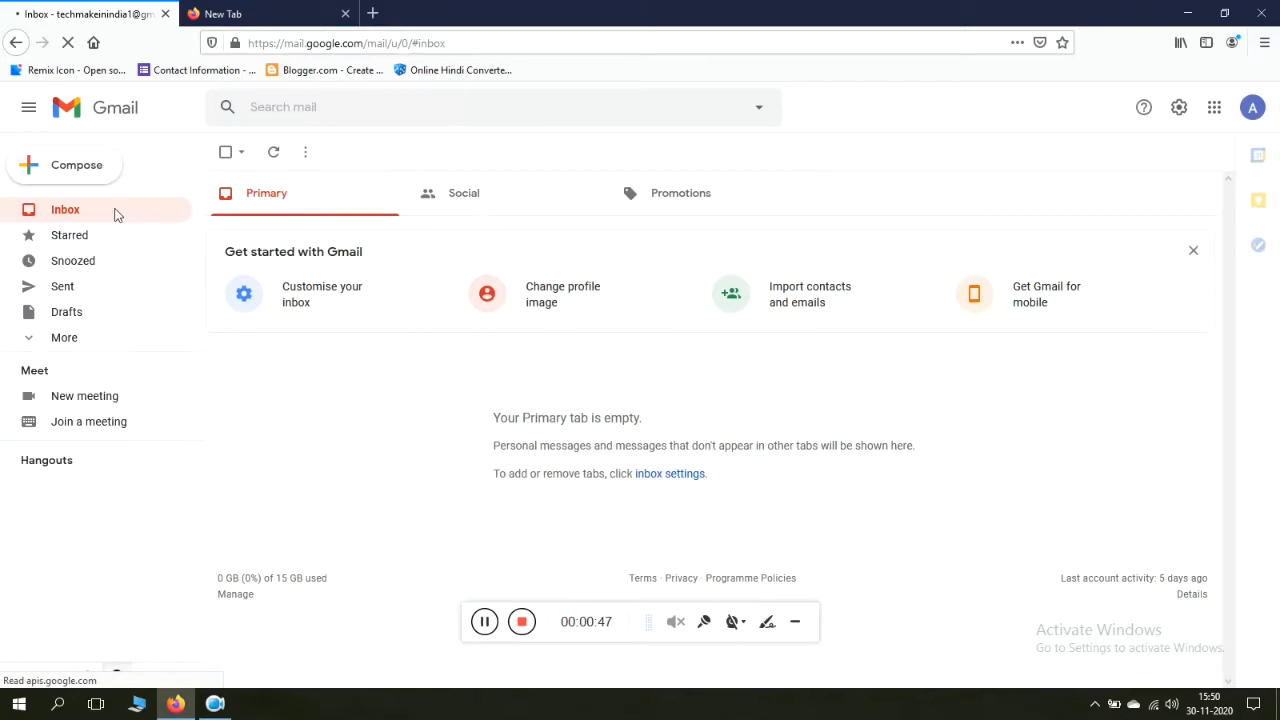 Inbox - techmakeinindia1@gm
New Tab
https://mail.google.com/mail/u/0/#inbox
Remix Icon - Open so...
Contact Information - ...
Blogger.com - Create ...
Online Hindi Converte...
Gmail
Search mail
A
Compose
Primary
Social
Promotions
Inbox
Starred
Snoozed
Sent
Drafts
More
Get started with Gmail
Customise your
inbox
Change profile
image
Import contacts
and emails
Get Gmail for
mobile
Meet
New meeting
Join a meeting
Hangouts
Your Primary tab is empty.
Personal messages and messages that don't appear in other tabs will be shown here.
To add or remove tabs, click inbox settings.
0 GB (0%) of 15 GB used
Manage
Terms · Privacy · Programme Policies
Last account activity: 5 days ago
Details
00:00:47
Activate Windows
Go to Settings to activate Windows.
Read apis.google.com
15:50
30-11-2020